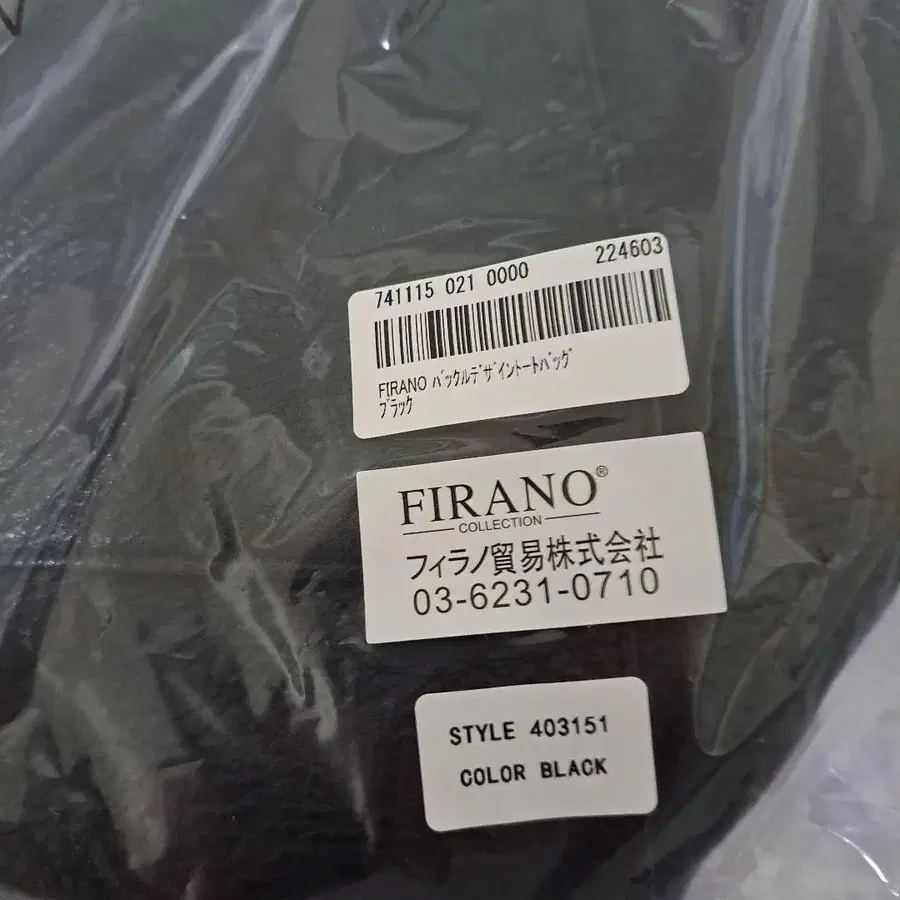 741115 021 0000 224603
FIRANO ﾊﾞｯｸﾙﾃﾞｻﾞｲﾝﾄｰﾄﾊﾞｯｸﾞ
ﾌﾞﾗｯｸ
FIRANO®
COLLECTION
フィラノ貿易株式会社
03-6231-0710
STYLE 403151
COLOR BLACK